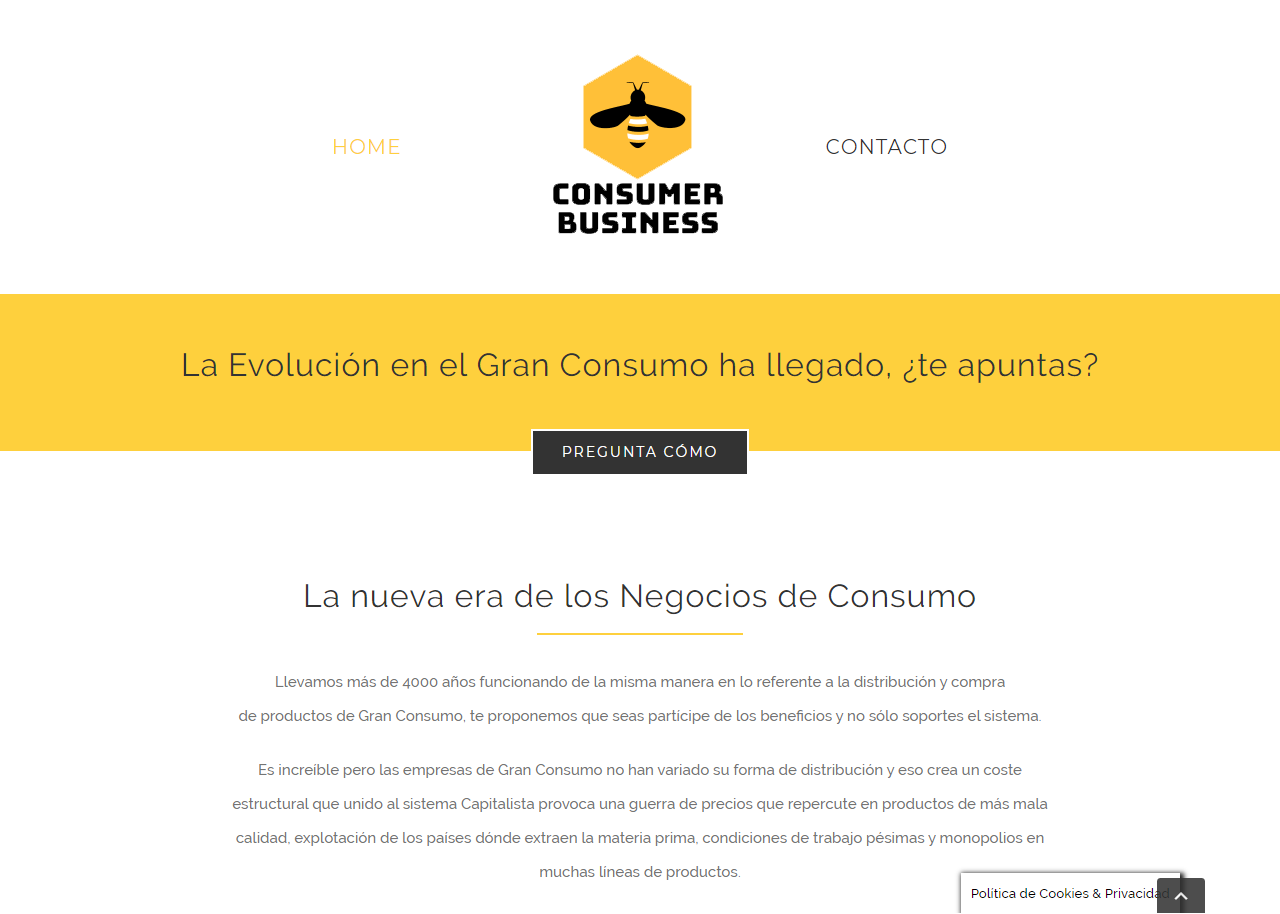 HOME
CONSUMER
BUSINESS
CONTACTO
La Evolución en el Gran Consumo ha llegado, ¿te apuntas?
PREGUNTA CÓMO
La nueva era de los Negocios de Consumo
Llevamos más de 4000 años funcionando de la misma manera en lo referente a la distribución y compra
de productos de Gran Consumo, te proponemos que seas partícipe de los beneficios y no sólo soportes el sistema.
Es increíble pero las empresas de Gran Consumo no han variado su forma de distribución y eso crea un coste
estructural que unido al sistema Capitalista provoca una guerra de precios que repercute en productos de más mala
calidad, explotación de los países dónde extraen la materia prima, condiciones de trabajo pésimas y monopolios en
muchas líneas de productos.
Política de Cookies & Privacidad